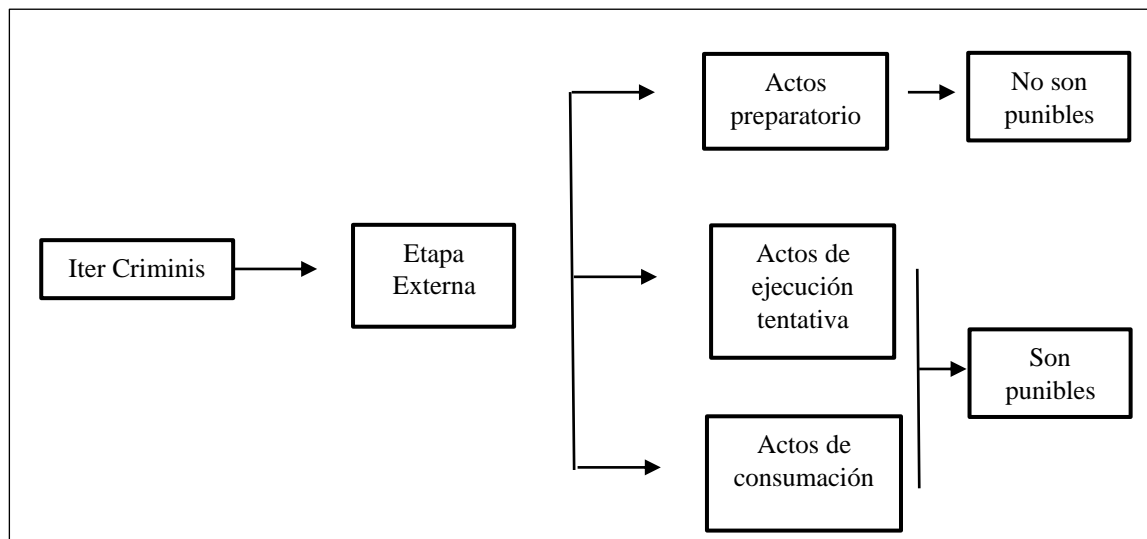 Iter Criminis
Etapa
Externa
Actos
preparatorio
No son
punibles
Actos de
ejecución
tentativa
Actos de
consumación
Son
punibles